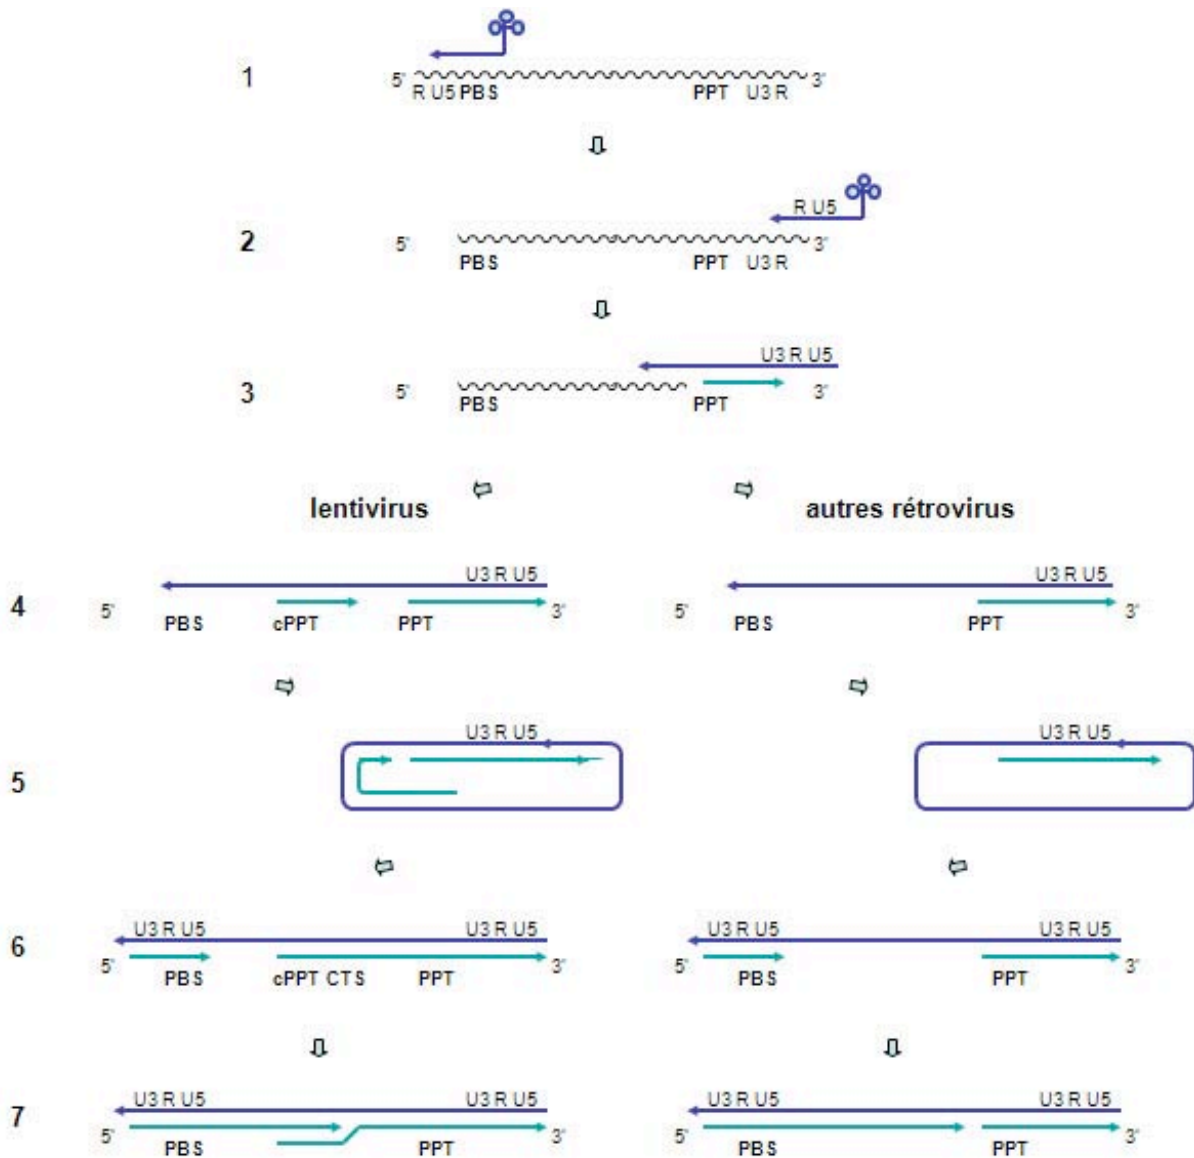 1
5' 3'
R U5 PBS PPT U3 R
R U5
2
5' 3'
PBS PPT U3 R
U3 R U5
3
5' 3'
PBS PPT
lentivirus autres rétrovirus
U3 R U5 U3 R U5
4
5' 3' 5' 3'
PBS cPPT PPT PBS PPT
U3 R U5 U3 R U5
5
U3 R U5 U3 R U5 U3 R U5 U3 R U5
6
5' 3' 5' 3'
PBS cPPT CTS PPT PBS PPT
U3 R U5 U3 R U5 U3 R U5 U3 R U5
7
5' 3' 5' 3'
PBS PPT PBS PPT